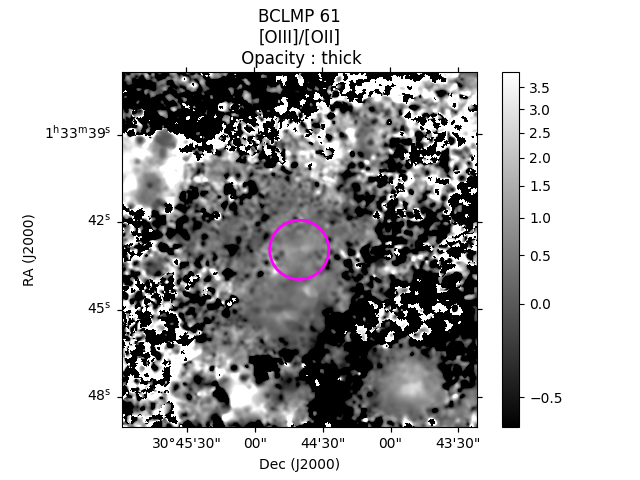 BCLMP 61
[OIII]/[OII]
Opacity : thick
1ʰ33ᵐ39ˢ
42ˢ
45ˢ
48ˢ
RA (J2000)
30°45'30" 00" 44'30" 00" 43'30"
Dec (J2000)
3.5
3.0
2.5
2.0
1.5
1.0
0.5
0.0
−0.5